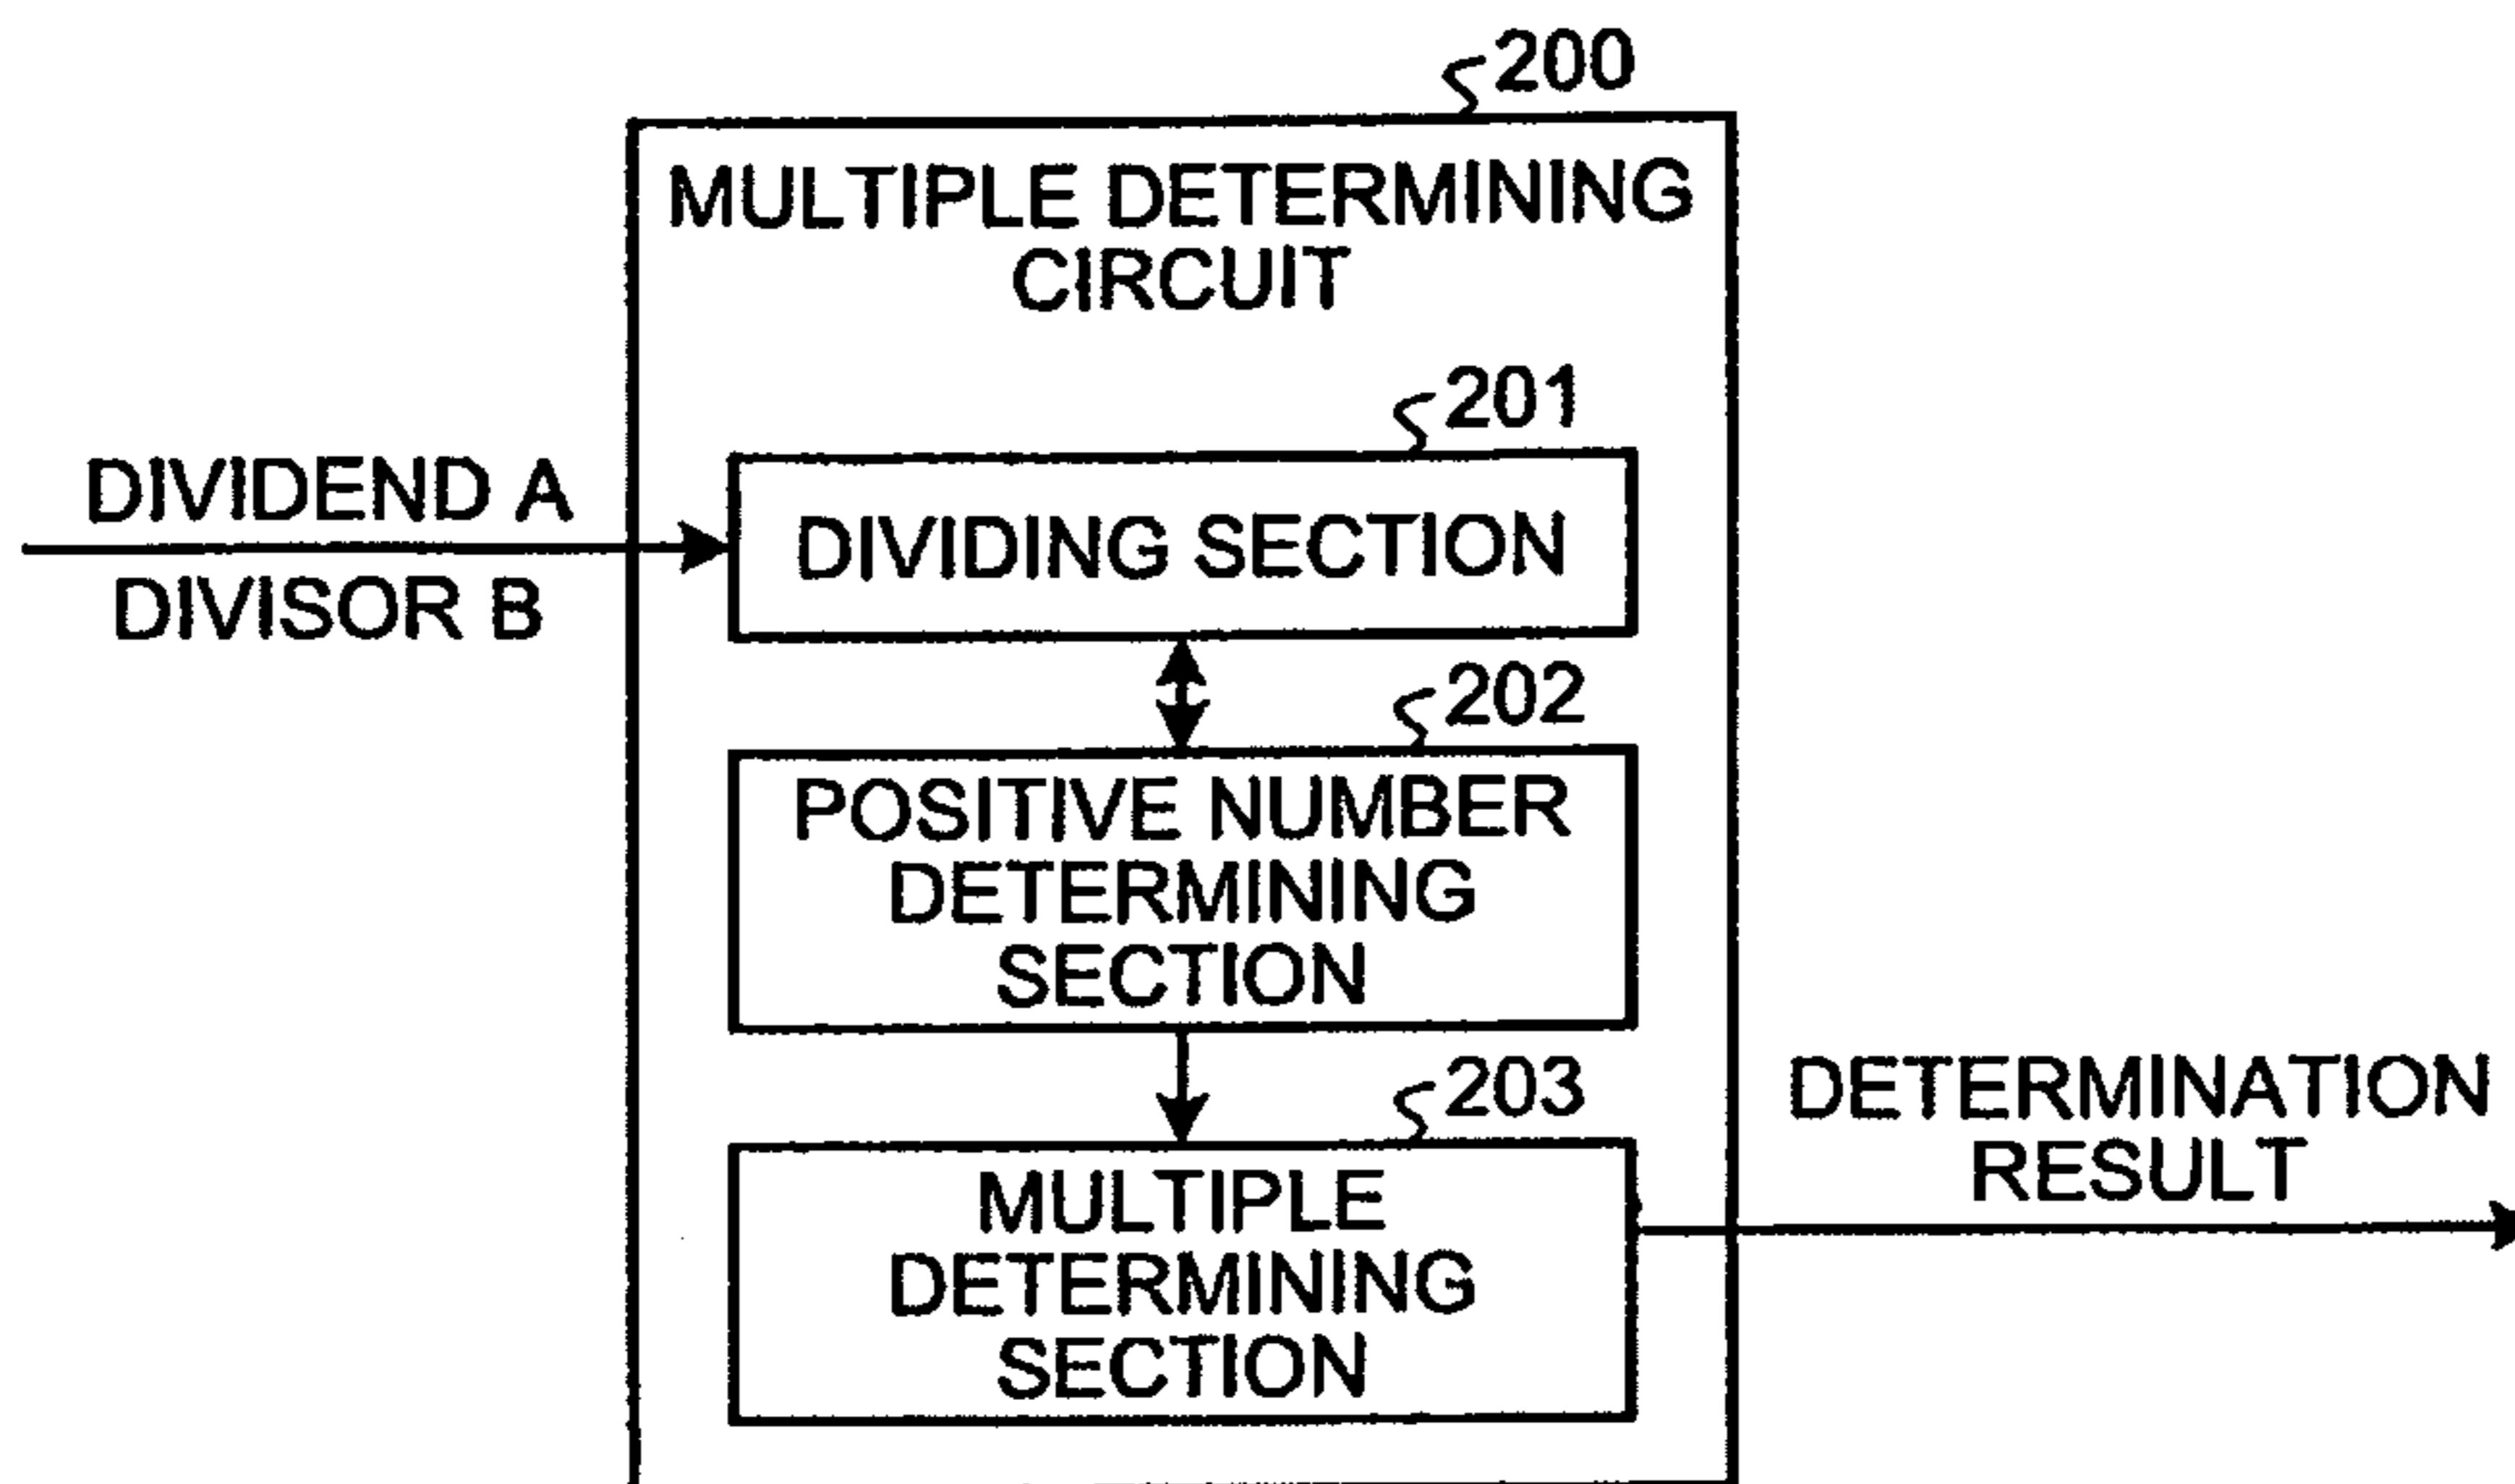 200
MULTIPLE DETERMINING
CIRCUIT
201
DIVIDEND A
DIVIDING SECTION
DIVISOR B
202
POSITIVE NUMBER
DETERMINING
SECTION
203
DETERMINATION
RESULT
MULTIPLE
DETERMINING
SECTION